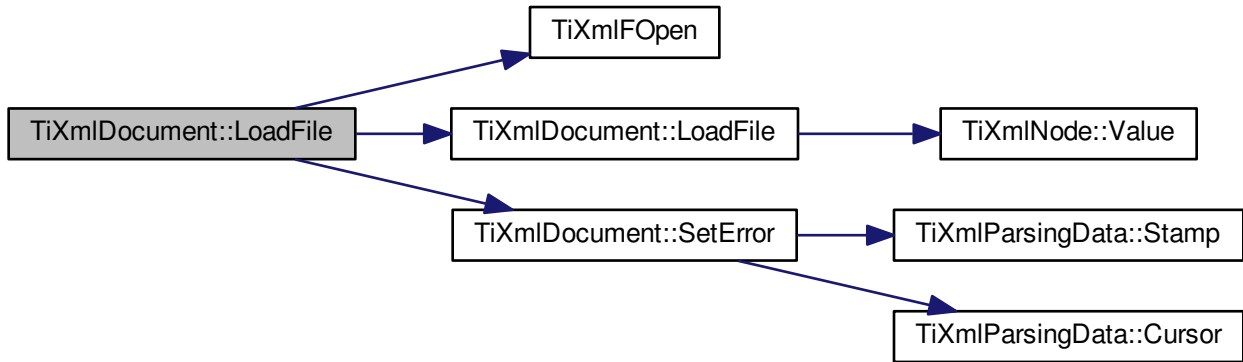 TiXmlFOpen
TiXmlDocument::LoadFile
TiXmlDocument::LoadFile
TiXmlNode::Value
TiXmlDocument::SetError
TiXmlParsingData::Stamp
TiXmlParsingData::Cursor